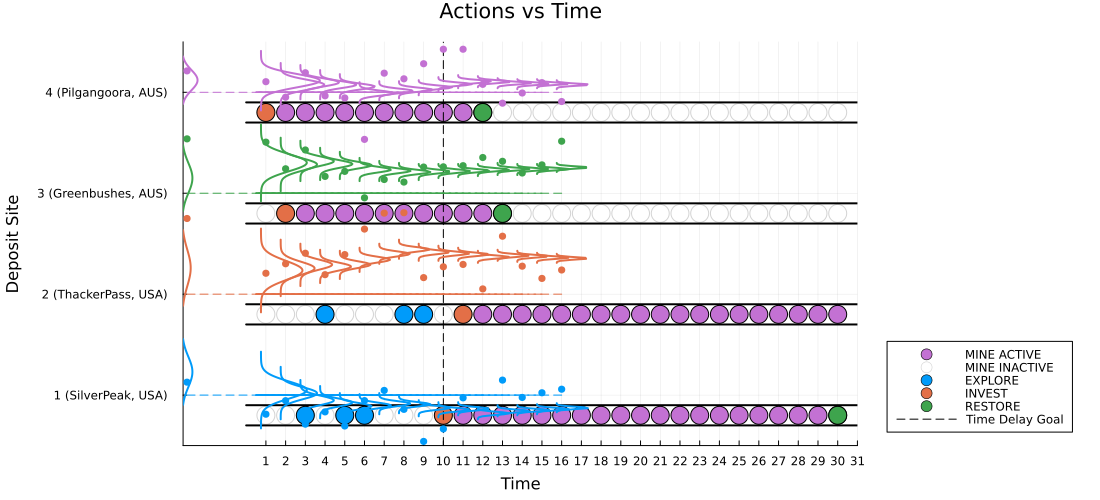 Actions vs Time
Deposit Site
4 (Pilgangoora, AUS)
3 (Greenbushes, AUS)
2 (ThackerPass, USA)
1 (SilverPeak, USA)
1 2 3 4 5 6 7 8 9 10 11 12 13 14 15 16 17 18 19 20 21 22 23 24 25 26 27 28 29 30 31
Time
MINE ACTIVE
MINE INACTIVE
EXPLORE
INVEST
RESTORE
Time Delay Goal